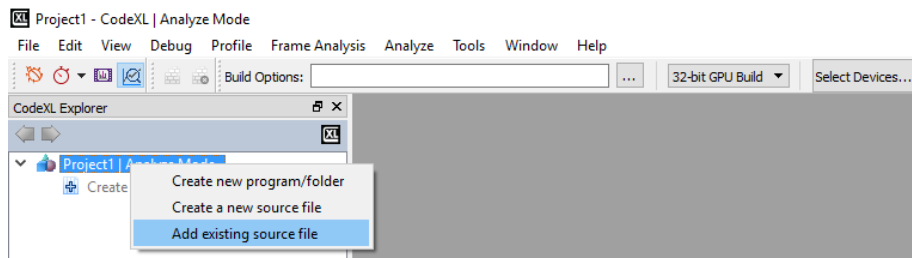 XL Project1 - CodeXL | Analyze Mode
File Edit View Debug Profile Frame Analysis Analyze Tools Window Help
Build Options: ... 32-bit GPU Build Select Devices...
CodeXL Explorer
XL
Project1 | Analyze Mode
Create
Create new program/folder
Create a new source file
Add existing source file